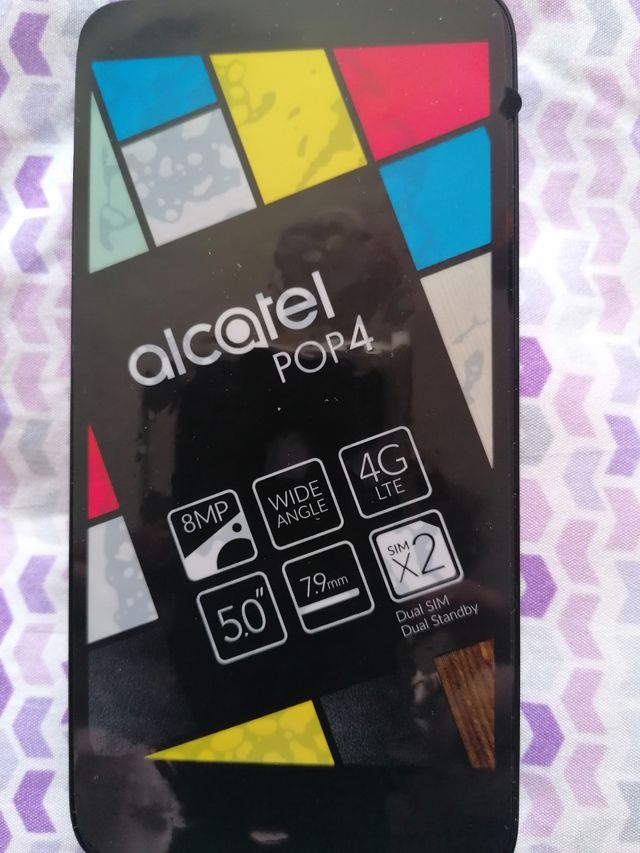 alcatel
POP4
8MP
WIDE
ANGLE
4G
LTE
5.0"
7.9mm
SIM
x2
Dual SIM
Dual Standby